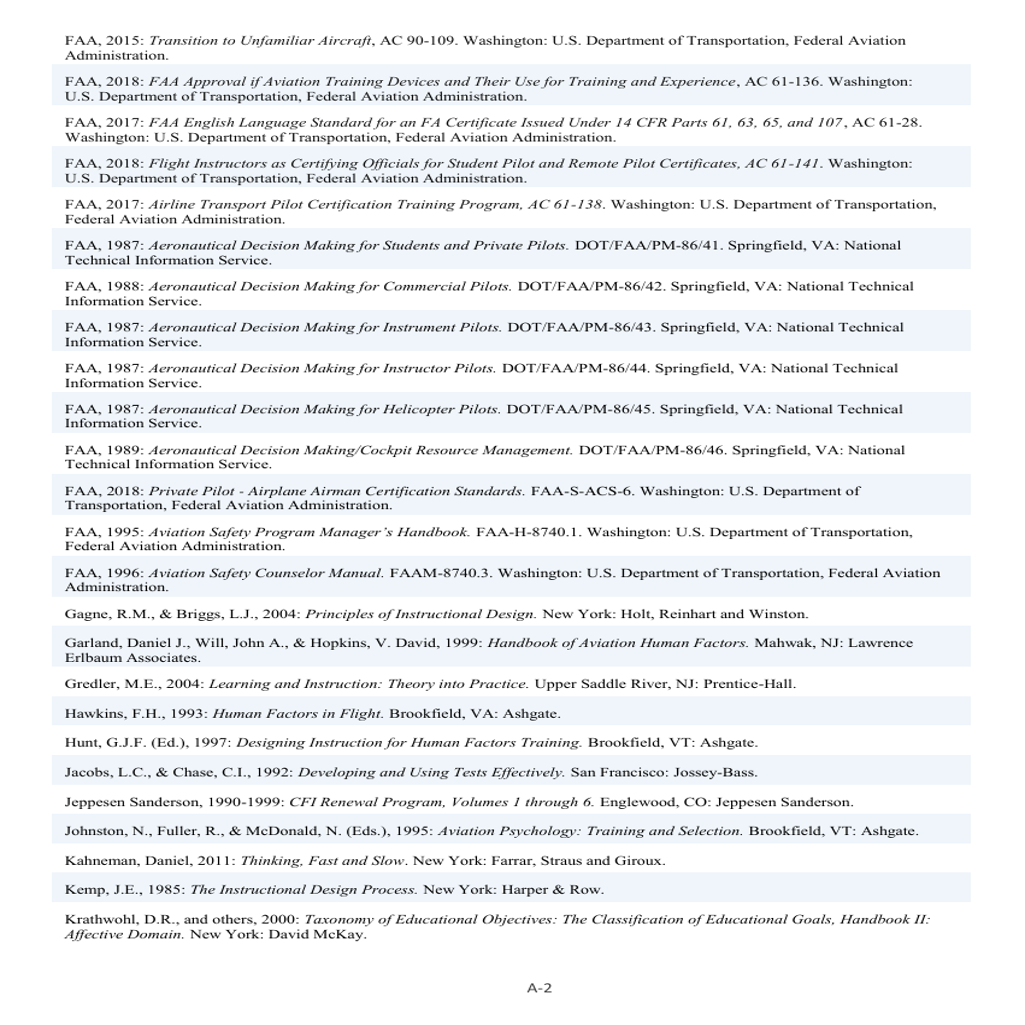 FAA, 2015: Transition to Unfamiliar Aircraft, AC 90-109. Washington: U.S. Department of Transportation, Federal Aviation
Administration.
FAA, 2018: FAA Approval if Aviation Training Devices and Their Use for Training and Experience, AC 61-136. Washington:
U.S. Department of Transportation, Federal Aviation Administration.
FAA, 2017: FAA English Language Standard for an FA Certificate Issued Under 14 CFR Parts 61, 63, 65, and 107, AC 61-28.
Washington: U.S. Department of Transportation, Federal Aviation Administration.
FAA, 2018: Flight Instructors as Certifying Officials for Student Pilot and Remote Pilot Certificates, AC 61-141. Washington:
U.S. Department of Transportation, Federal Aviation Administration.
FAA, 2017: Airline Transport Pilot Certification Training Program, AC 61-138. Washington: U.S. Department of Transportation,
Federal Aviation Administration.
FAA, 1987: Aeronautical Decision Making for Students and Private Pilots. DOT/FAA/PM-86/41. Springfield, VA: National
Technical Information Service.
FAA, 1988: Aeronautical Decision Making for Commercial Pilots. DOT/FAA/PM-86/42. Springfield, VA: National Technical
Information Service.
FAA, 1987: Aeronautical Decision Making for Instrument Pilots. DOT/FAA/PM-86/43. Springfield, VA: National Technical
Information Service.
FAA, 1987: Aeronautical Decision Making for Instructor Pilots. DOT/FAA/PM-86/44. Springfield, VA: National Technical
Information Service.
FAA, 1987: Aeronautical Decision Making for Helicopter Pilots. DOT/FAA/PM-86/45. Springfield, VA: National Technical
Information Service.
FAA, 1989: Aeronautical Decision Making/Cockpit Resource Management. DOT/FAA/PM-86/46. Springfield, VA: National
Technical Information Service.
FAA, 2018: Private Pilot - Airplane Airman Certification Standards. FAA-S-ACS-6. Washington: U.S. Department of
Transportation, Federal Aviation Administration.
FAA, 1995: Aviation Safety Program Manager’s Handbook. FAA-H-8740.1. Washington: U.S. Department of Transportation,
Federal Aviation Administration.
FAA, 1996: Aviation Safety Counselor Manual. FAAM-8740.3. Washington: U.S. Department of Transportation, Federal Aviation
Administration.
Gagne, R.M., & Briggs, L.J., 2004: Principles of Instructional Design. New York: Holt, Reinhart and Winston.
Garland, Daniel J., Will, John A., & Hopkins, V. David, 1999: Handbook of Aviation Human Factors. Mahwak, NJ: Lawrence
Erlbaum Associates.
Gredler, M.E., 2004: Learning and Instruction: Theory into Practice. Upper Saddle River, NJ: Prentice-Hall.
Hawkins, F.H., 1993: Human Factors in Flight. Brookfield, VA: Ashgate.
Hunt, G.J.F. (Ed.), 1997: Designing Instruction for Human Factors Training. Brookfield, VT: Ashgate.
Jacobs, L.C., & Chase, C.I., 1992: Developing and Using Tests Effectively. San Francisco: Jossey-Bass.
Jeppesen Sanderson, 1990-1999: CFI Renewal Program, Volumes 1 through 6. Englewood, CO: Jeppesen Sanderson.
Johnston, N., Fuller, R., & McDonald, N. (Eds.), 1995: Aviation Psychology: Training and Selection. Brookfield, VT: Ashgate.
Kahneman, Daniel, 2011: Thinking, Fast and Slow. New York: Farrar, Straus and Giroux.
Kemp, J.E., 1985: The Instructional Design Process. New York: Harper & Row.
Krathwohl, D.R., and others, 2000: Taxonomy of Educational Objectives: The Classification of Educational Goals, Handbook II:
Affective Domain. New York: David McKay.
A-2